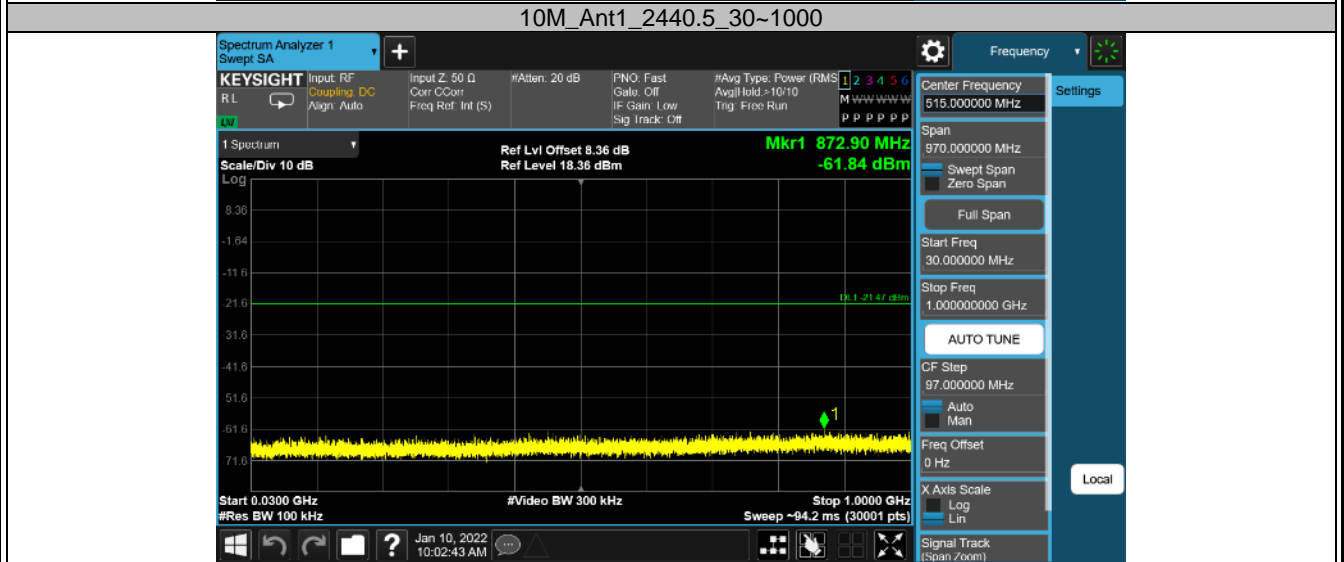 10M_Ant1_2440.5_30~1000
Spectrum Analyzer 1
Swept SA
Frequency
KEYSIGHT
R L
Input: RF
Coupling: DC
Align: Auto
Input Z: 50 Ω
Corr CCorr
Freq Ref: Int (S)
#Atten: 20 dB
PNO: Fast
Gate: Off
IF Gain: Low
Sig Track: Off
#Avg Type: Power (RMS
Avg|Hold:>10/10
Trig: Free Run
1 2 3 4 5 6
M W W W W W
P P P P P P
Center Frequency
515.000000 MHz
Settings
1 Spectrum
Scale/Div 10 dB
Ref Lvl Offset 8.36 dB
Ref Level 18.36 dBm
Mkr1 872.90 MHz
-61.84 dBm
Span
970.000000 MHz
Swept Span
Zero Span
Full Span
Start Freq
30.000000 MHz
Stop Freq
1.000000000 GHz
AUTO TUNE
CF Step
97.000000 MHz
Auto
Man
Freq Offset
0 Hz
X Axis Scale
Log
Lin
Signal Track
(Span Zoom)
Local
Log
8.36
-1.64
-11.6
-21.6
-31.6
-41.6
-51.6
-61.6
-71.6
DL1 -21.47 dBm
1
Start 0.0300 GHz
#Res BW 100 kHz
#Video BW 300 kHz
Stop 1.0000 GHz
Sweep ~94.2 ms (30001 pts)
?
Jan 10, 2022
10:02:43 AM